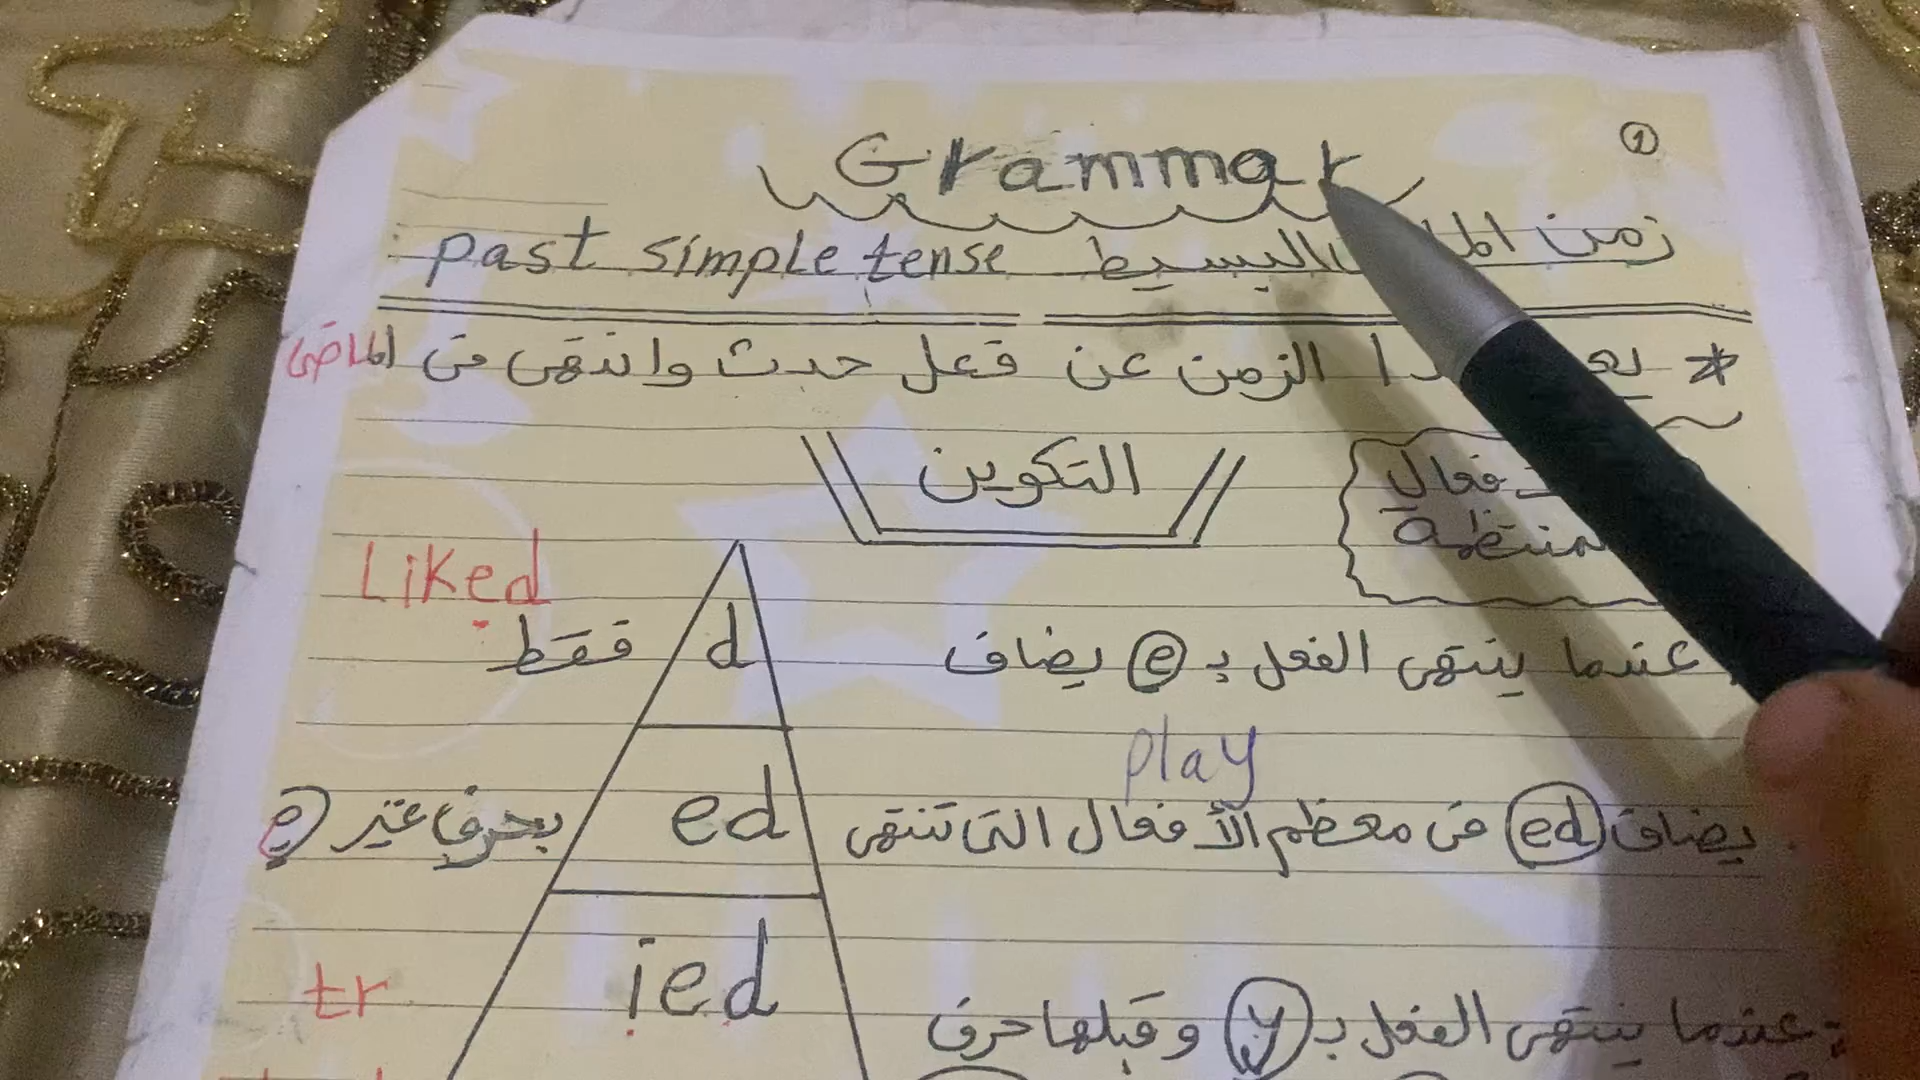 Grammar
①
زمن البسيط past simple tense :
* الزمن عن فعل حدث وانتهى فى الماضى
التكوين
منتظمة
Liked
عندما ينتهى الفعل بـ e يضاف d فقط
play
يضاف ed فى معظم الأفعال التى تنتهى ed بحرف غير e
ied
tr
عندما ينتهى الفعل بـ y وقبلها حرف